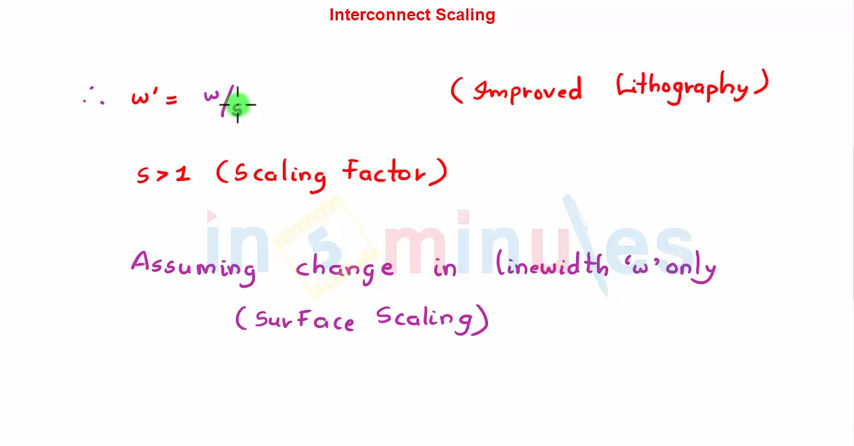 Interconnect Scaling
∴ w' = w/s (Improved Lithography)
s > 1 (Scaling Factor)
in 5 minutes
Assuming change in linewidth 'w' only
(Surface Scaling)